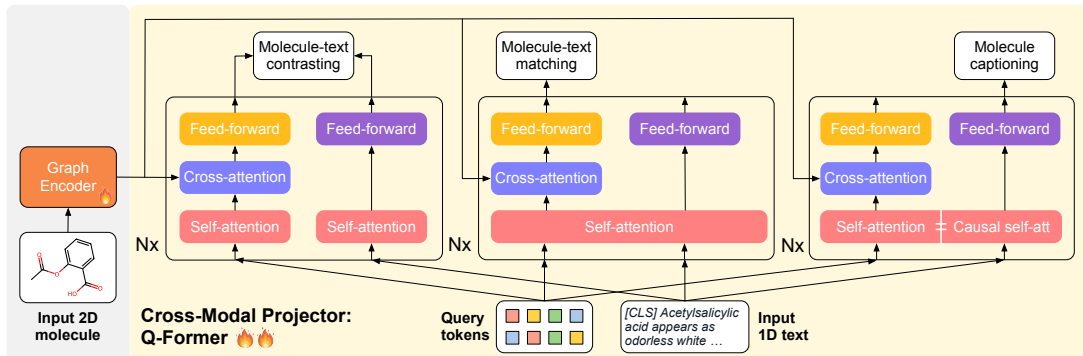 Molecule-text
contrasting
Molecule-text
matching
Molecule
captioning
Feed-forward
Feed-forward
Feed-forward
Feed-forward
Feed-forward
Feed-forward
Graph
Encoder
Cross-attention
Cross-attention
Cross-attention
Self-attention
Self-attention
Self-attention
Self-attention = Causal self-att
Nx
Nx
Nx
O
O
O
HO
Input 2D
molecule
Cross-Modal Projector:
Q-Former
Query
tokens
[CLS] Acetylsalicylic
acid appears as
odorless white ...
Input
1D text